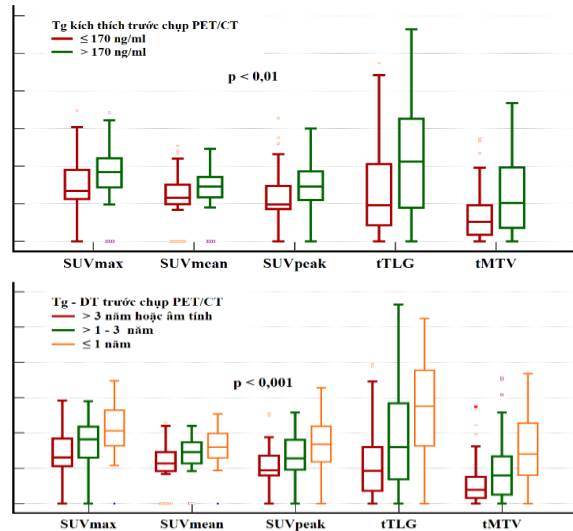 Tg kích thích trước chụp PET/CT
≤ 170 ng/ml
> 170 ng/ml
p < 0,01
SUVmax SUVmean SUVpeak tTLG tMTV
Tg - DT trước chụp PET/CT
> 3 năm hoặc âm tính
> 1 - 3 năm
≤ 1 năm
p < 0,001
SUVmax SUVmean SUVpeak tTLG tMTV